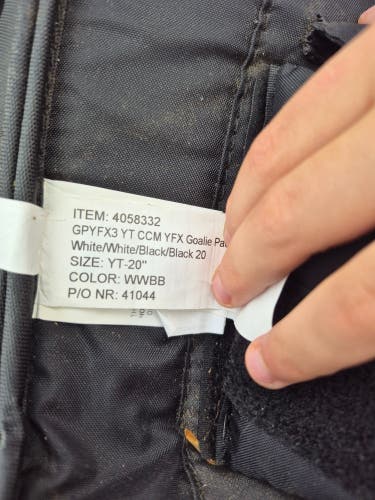 ITEM: 4058332
GPYFX3 YT CCM YFX Goalie Pa
White/White/Black/Black 20
SIZE: YT-20"
COLOR: WWBB
P/O NR: 41044